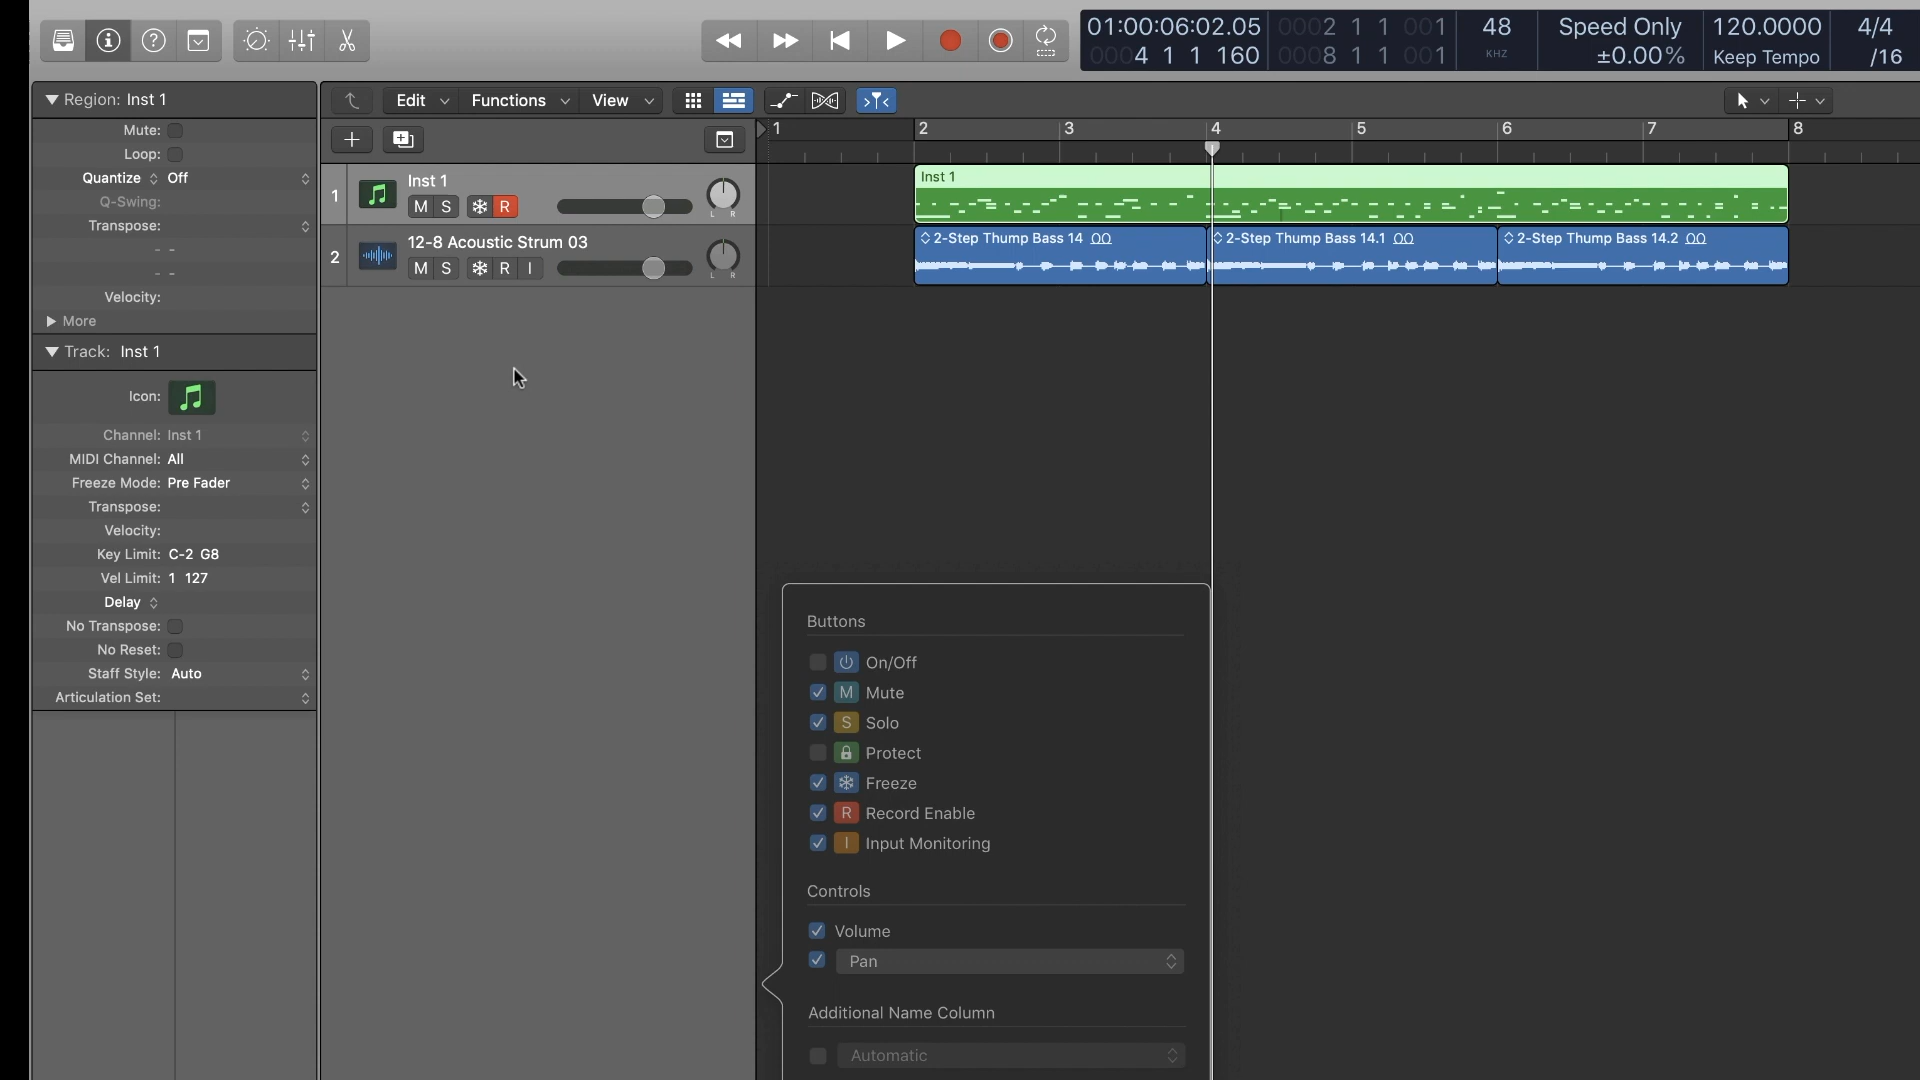 01:00:06:02.05
0004 1 1 160
0002 1 1 001
0008 1 1 001
48
KHZ
Speed Only
±0.00%
120.0000
Keep Tempo
4/4
/16
Region: Inst 1
Mute:
Loop:
Quantize Off
Q-Swing:
Transpose:
- -
- -
Velocity:
More
Track: Inst 1
Icon:
Channel: Inst 1
MIDI Channel: All
Freeze Mode: Pre Fader
Transpose:
Velocity:
Key Limit: C-2 G8
Vel Limit: 1 127
Delay
No Transpose:
No Reset:
Staff Style: Auto
Articulation Set:
Edit Functions View
1 2 3 4 5 6 7 8
1 Inst 1
M S R
L R
2 12-8 Acoustic Strum 03
M S R I
L R
Inst 1
2-Step Thump Bass 14
2-Step Thump Bass 14.1
2-Step Thump Bass 14.2
Buttons
On/Off
M Mute
S Solo
Protect
Freeze
R Record Enable
I Input Monitoring
Controls
Volume
Pan
Additional Name Column
Automatic